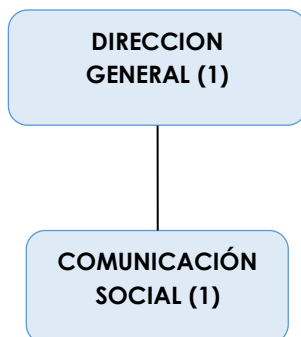 DIRECCION
GENERAL (1)
COMUNICACIÓN
SOCIAL (1)